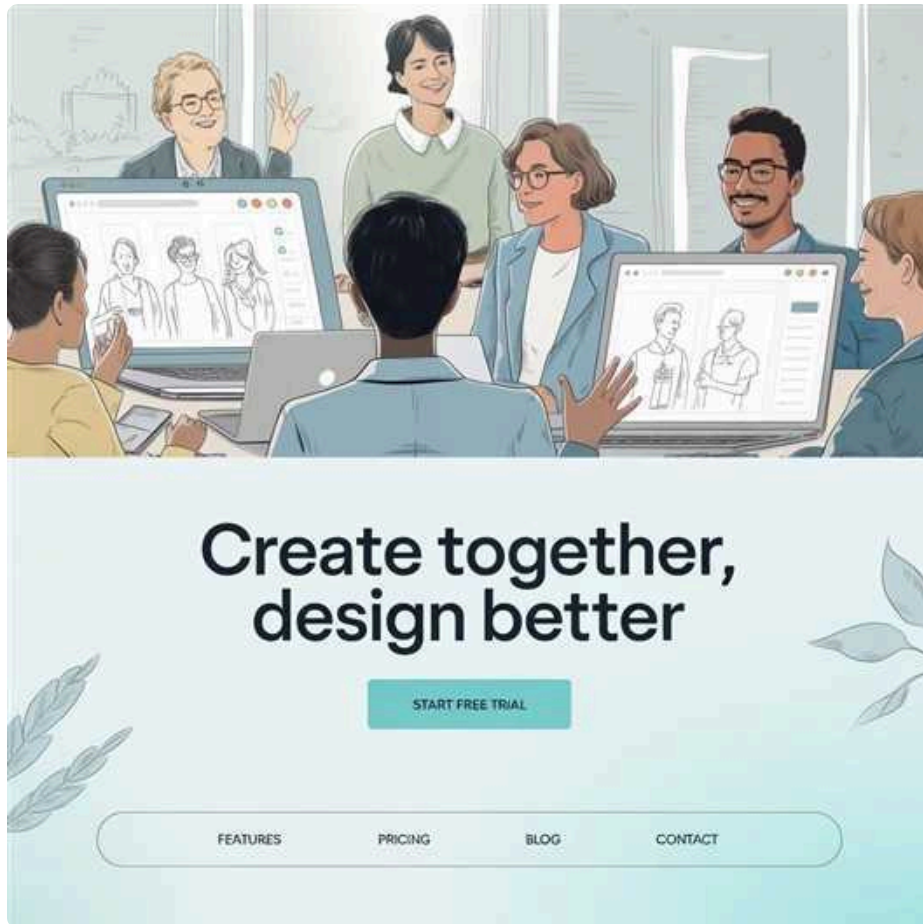 Create together,
design better
START FREE TRIAL
FEATURES PRICING BLOG CONTACT